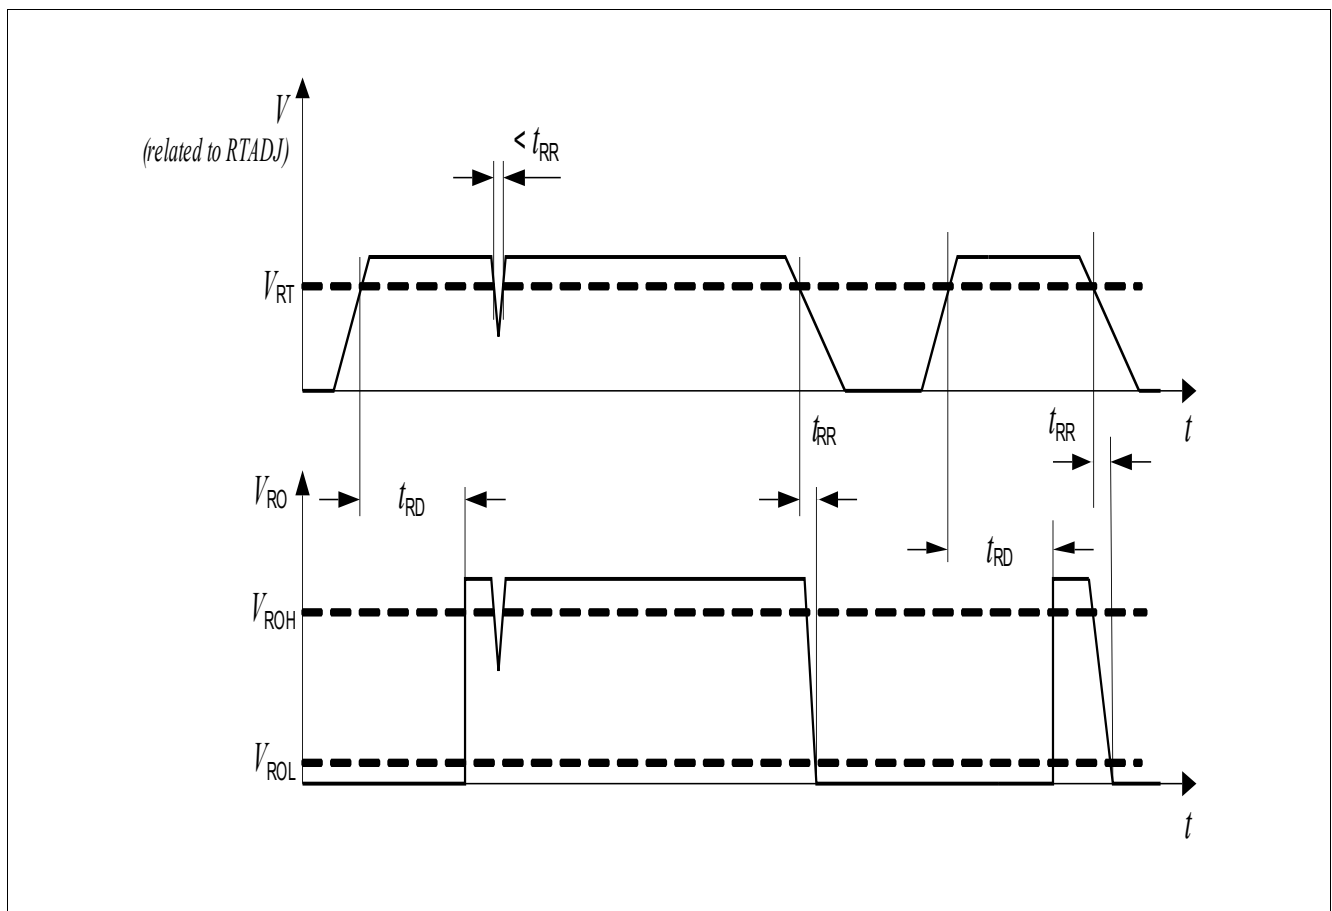 V
(related to RTADJ)
< tRR
VRT
tRR
tRR
t
VRO
tRD
tRD
VROH
VROL
t